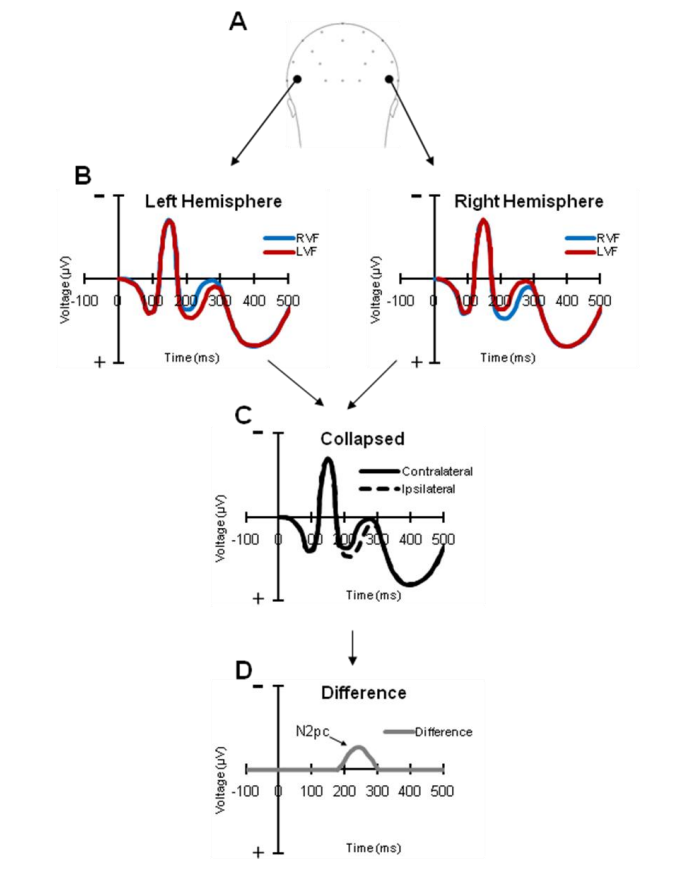 A
B
Left Hemisphere
Right Hemisphere
–
RVF
LVF
Voltage (µV)
-100 0 100 200 300 400 500
+
Time (ms)
–
RVF
LVF
Voltage (µV)
-100 0 100 200 300 400 500
+
Time (ms)
C
–
Collapsed
Contralateral
Ipsilateral
Voltage (µV)
-100 0 100 200 300 400 500
+
Time (ms)
D
–
Difference
N2pc
Difference
Voltage (µV)
-100 0 100 200 300 400 500
+
Time (ms)